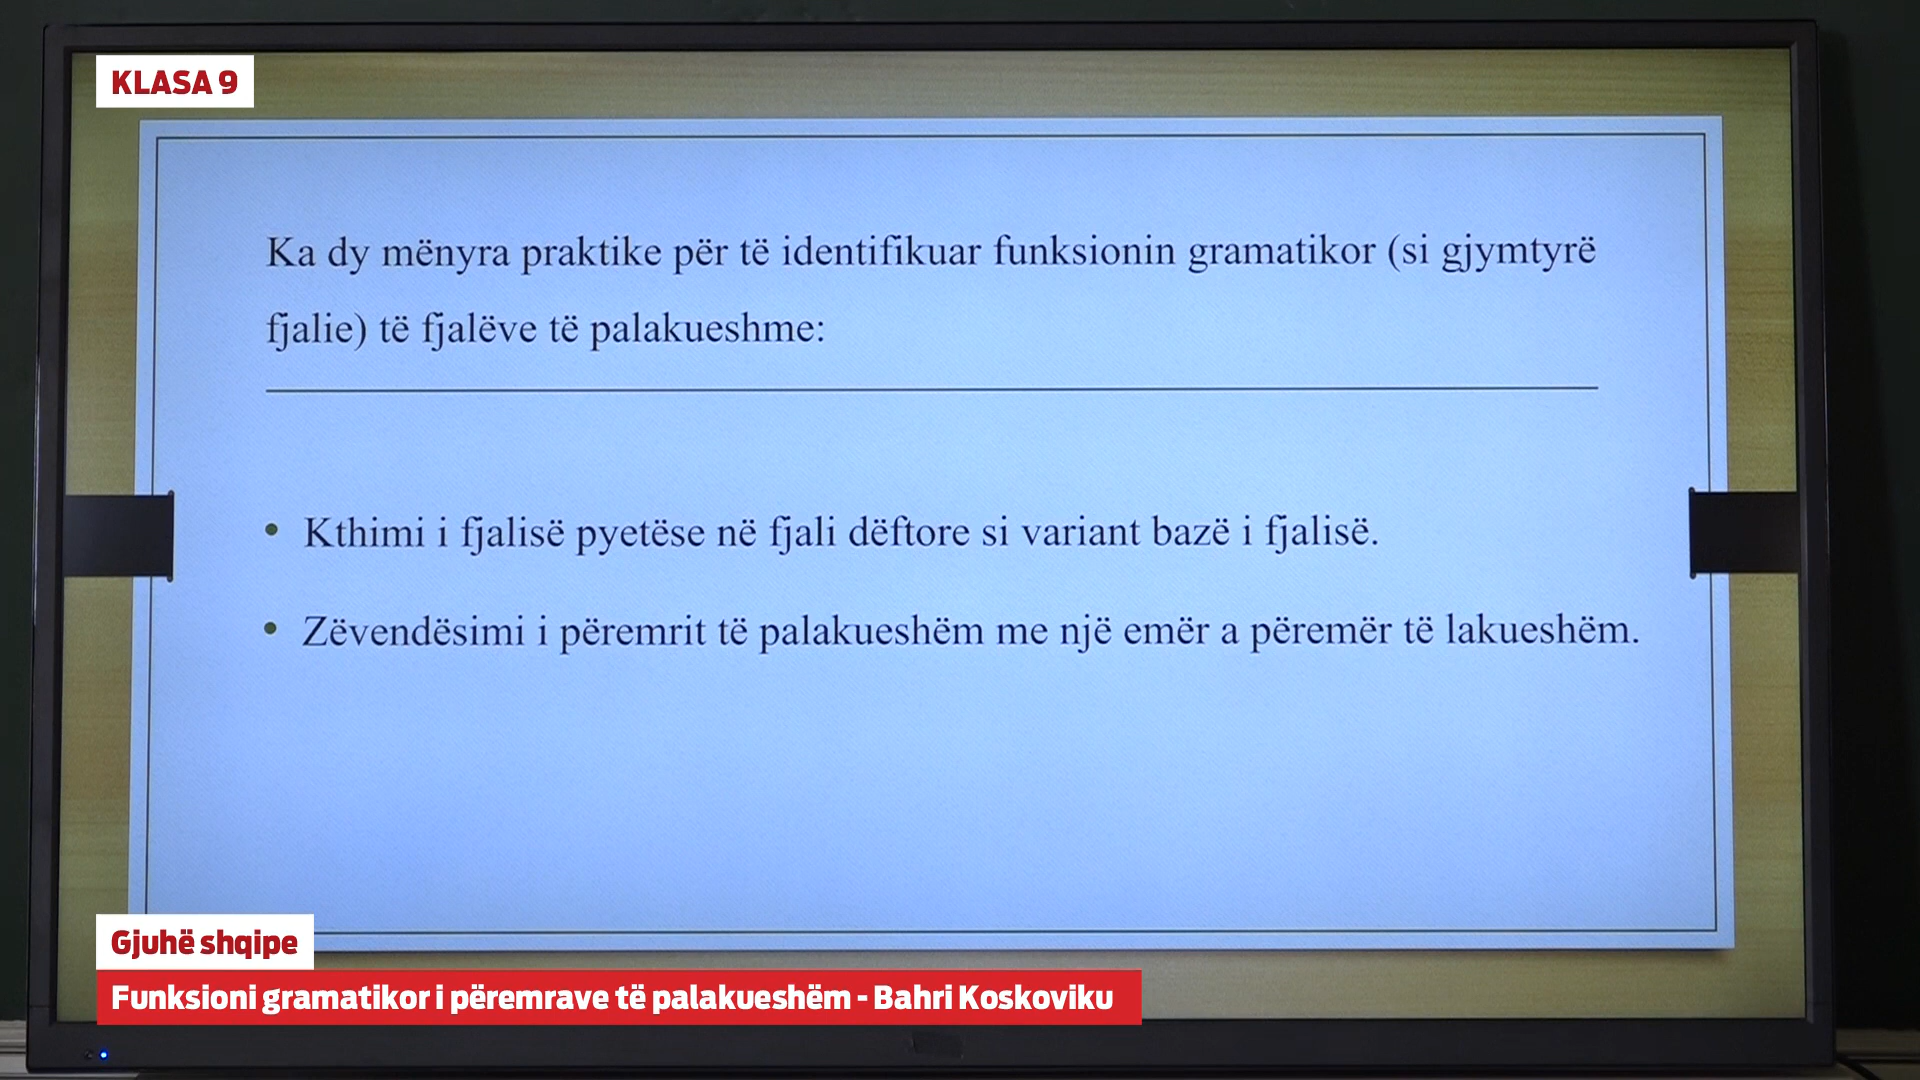 KLASA 9
Ka dy mënyra praktike për të identifikuar funksionin gramatikor (si gjymtyrë
fjalie) të fjalëve të palakueshme:
• Kthimi i fjalisë pyetëse në fjali dëftore si variant bazë i fjalisë.
• Zëvendësimi i përemrit të palakueshëm me një emër a përemër të lakueshëm.
Gjuhë shqipe
Funksioni gramatikor i përemrave të palakueshëm - Bahri Koskoviku